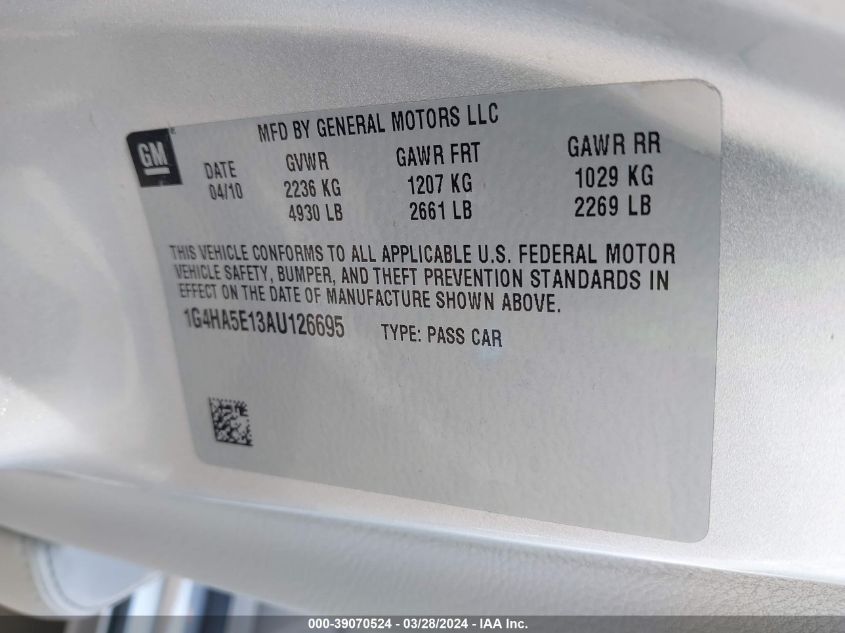 MFD BY GENERAL MOTORS LLC
GM
DATE GVWR GAWR FRT GAWR RR
04/10 2236 KG 1207 KG 1029 KG
4930 LB 2661 LB 2269 LB
THIS VEHICLE CONFORMS TO ALL APPLICABLE U.S. FEDERAL MOTOR
VEHICLE SAFETY, BUMPER, AND THEFT PREVENTION STANDARDS IN
EFFECT ON THE DATE OF MANUFACTURE SHOWN ABOVE.
1G4HA5E13AU126695 TYPE: PASS CAR
000-39070524 - 03/28/2024 - IAA Inc.